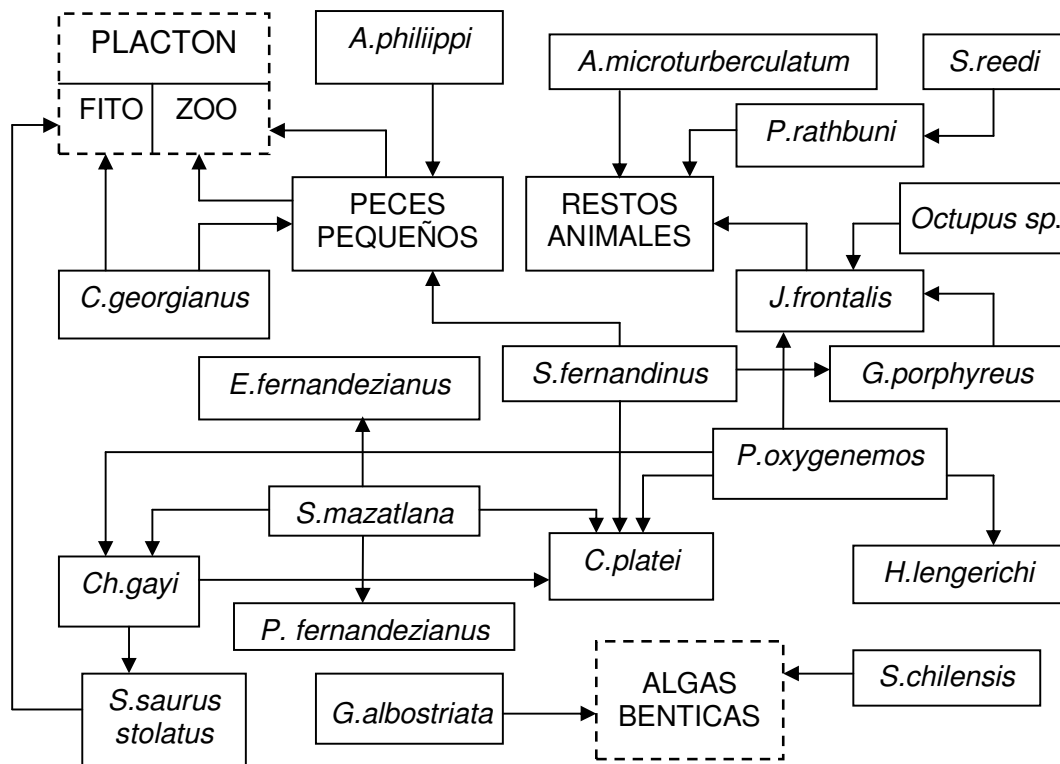 PLACTON
FITO ZOO
A.philiippi
A.microturberculatum
S.reedi
P.rathbuni
PECES
PEQUEÑOS
RESTOS
ANIMALES
Octupus sp.
C.georgianus
J.frontalis
E.fernandezianus
S.fernandinus
G.porphyreus
P.oxygenemos
S.mazatlana
Ch.gayi
C.platei
H.lengerichi
P. fernandezianus
S.saurus
stolatus
G.albostriata
ALGAS
BENTICAS
S.chilensis